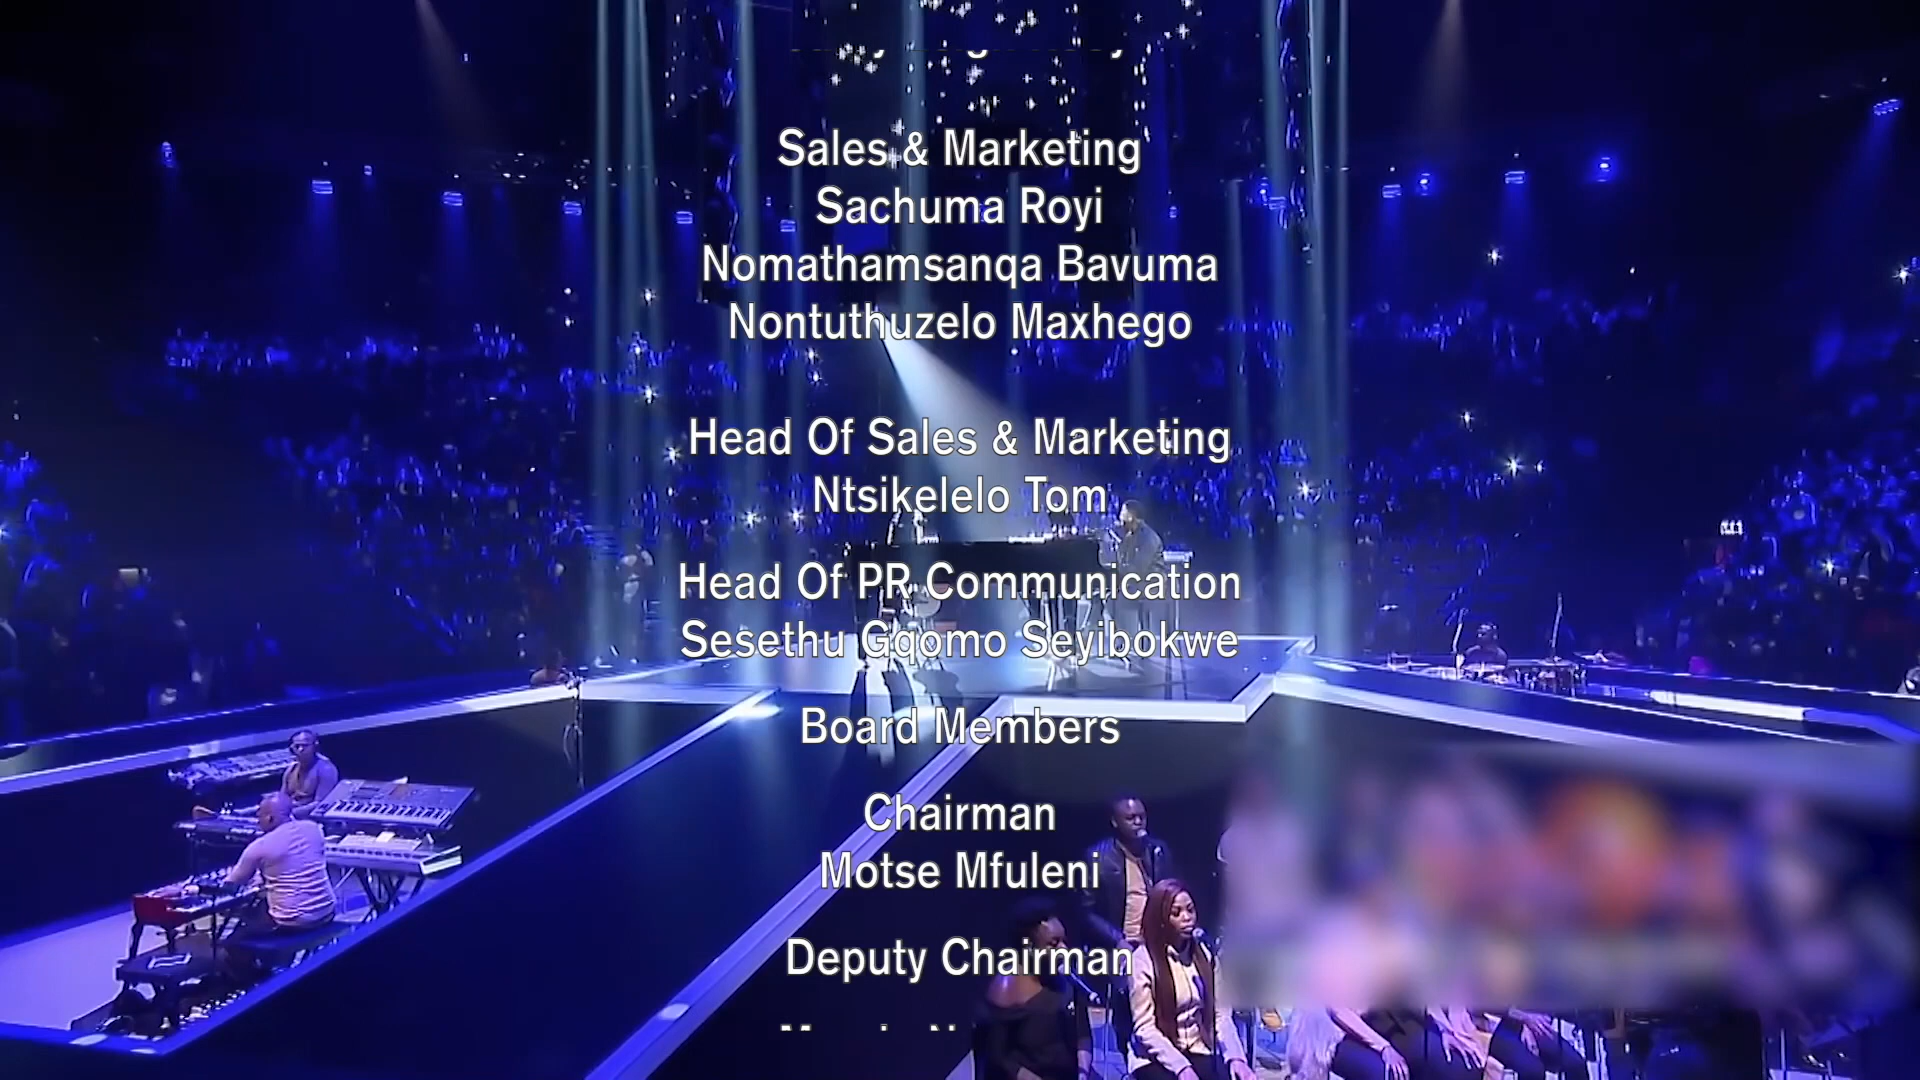 Sales & Marketing
Sachuma Royi
Nomathamsanqa Bavuma
Nontuthuzelo Maxhego
Head Of Sales & Marketing
Ntsikelelo Tom
Head Of PR Communication
Sesethu Gqomo Seyibokwe
Board Members
Chairman
Motse Mfuleni
Deputy Chairman